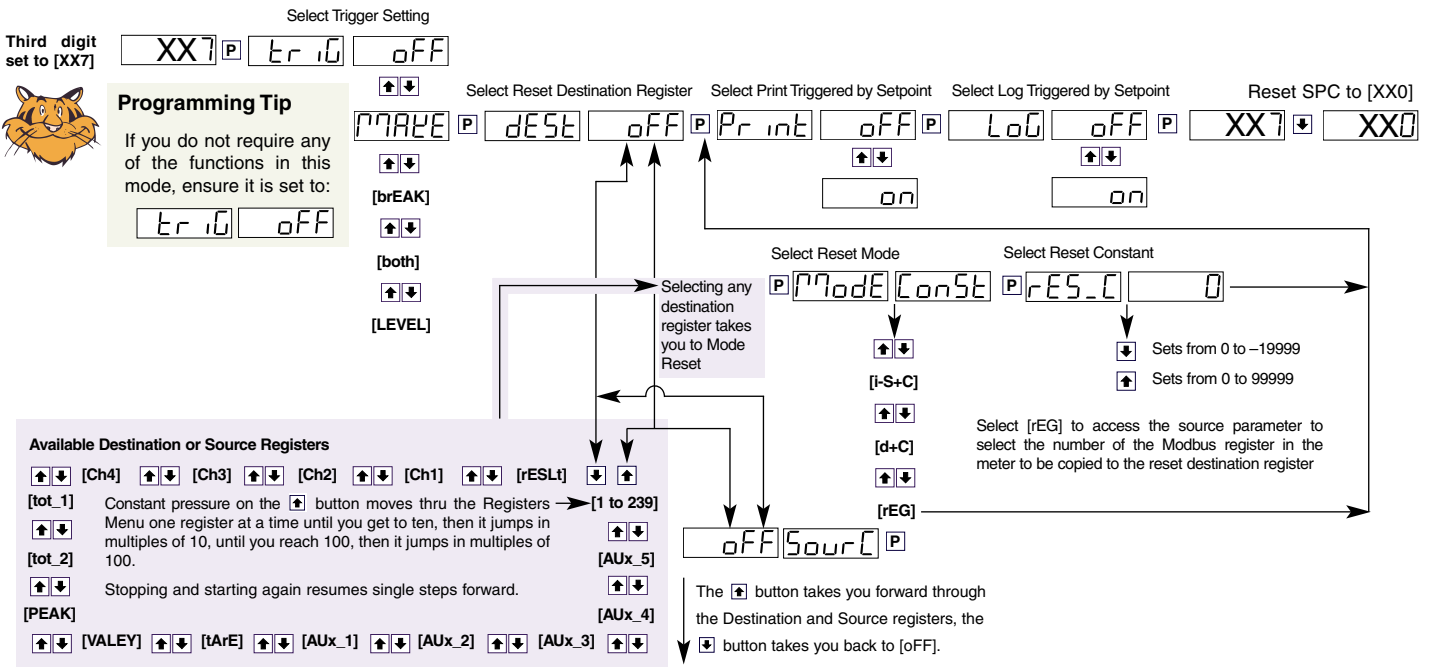 Select Trigger Setting
Third digit
set to [XX7]
XX7 P triG oFF
Programming Tip
If you do not require any
of the functions in this
mode, ensure it is set to:
triG oFF
MAKE
[brEAK]
[both]
[LEVEL]
Select Reset Destination Register
P dESt oFF
Select Print Triggered by Setpoint
P Print oFF
on
Select Log Triggered by Setpoint
P LoG oFF
on
Reset SPC to [XX0]
P XX7 XX0
Selecting any
destination
register takes
you to Mode
Reset
Select Reset Mode
P ModE ConSt
[i-S+C]
[d+C]
[rEG]
Select Reset Constant
P rES_C 0
Sets from 0 to –19999
Sets from 0 to 99999
Select [rEG] to access the source parameter to
select the number of the Modbus register in the
meter to be copied to the reset destination register
Available Destination or Source Registers
[Ch4] [Ch3] [Ch2] [Ch1] [rESLt]
[tot_1]
[tot_2]
[PEAK]
Constant pressure on the button moves thru the Registers
Menu one register at a time until you get to ten, then it jumps in
multiples of 10, until you reach 100, then it jumps in multiples of
100.
Stopping and starting again resumes single steps forward.
[1 to 239]
[AUx_5]
[AUx_4]
[VALEY] [tArE] [AUx_1] [AUx_2] [AUx_3]
oFF SourC P
The button takes you forward through
the Destination and Source registers, the
button takes you back to [oFF].